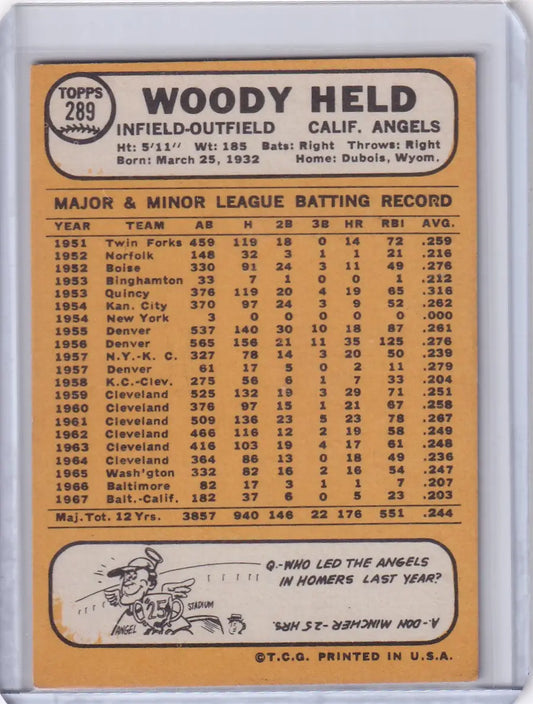 TOPPS
289
WOODY HELD
INFIELD-OUTFIELD CALIF. ANGELS
Ht: 5'11" Wt: 185 Bats: Right Throws: Right
Born: March 25, 1932 Home: Dubois, Wyom.
MAJOR & MINOR LEAGUE BATTING RECORD
YEAR TEAM AB H 2B 3B HR RBI AVG.
1951 Twin Forks 459 119 18 0 14 72 .259
1952 Norfolk 148 32 3 1 1 21 .216
1952 Boise 330 91 24 3 11 49 .276
1953 Binghamton 33 7 1 0 0 1 .212
1953 Quincy 376 119 20 4 19 65 .316
1954 Kan. City 370 97 24 3 9 52 .262
1954 New York 3 0 0 0 0 0 .000
1955 Denver 537 140 30 10 18 87 .261
1956 Denver 565 156 21 11 35 125 .276
1957 N.Y.-K. C. 327 78 14 3 20 50 .239
1957 Denver 61 17 5 0 2 11 .279
1958 K.C.-Clev. 275 56 6 1 7 33 .204
1959 Cleveland 525 132 19 3 29 71 .251
1960 Cleveland 376 97 15 1 21 67 .258
1961 Cleveland 509 136 23 5 23 78 .267
1962 Cleveland 466 116 12 2 19 58 .249
1963 Cleveland 416 103 19 4 17 61 .248
1964 Cleveland 364 86 13 0 18 49 .236
1965 Wash'gton 332 82 16 2 16 54 .247
1966 Baltimore 82 17 3 1 1 7 .207
1967 Balt.-Calif. 182 37 6 0 5 23 .203
Maj. Tot. 12 Yrs. 3857 940 146 22 176 551 .244
Q.-WHO LED THE ANGELS
IN HOMERS LAST YEAR?
25
STADIUM
ANGEL
A.-DON MINCHER-25 HRS.
©T.C.G. PRINTED IN U.S.A.